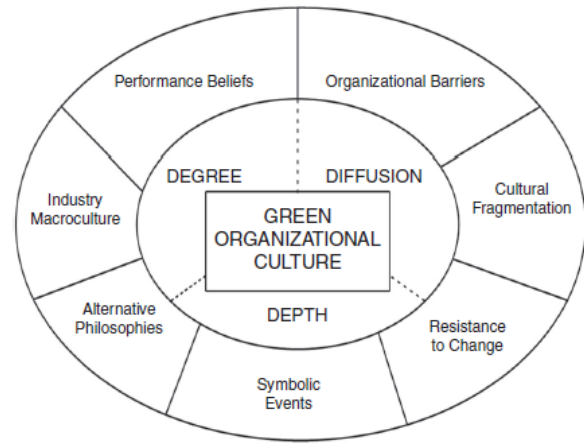 Performance Beliefs
Organizational Barriers
DEGREE
DIFFUSION
Industry
Macroculture
GREEN
ORGANIZATIONAL
CULTURE
Cultural
Fragmentation
Alternative
Philosophies
DEPTH
Resistance
to Change
Symbolic
Events